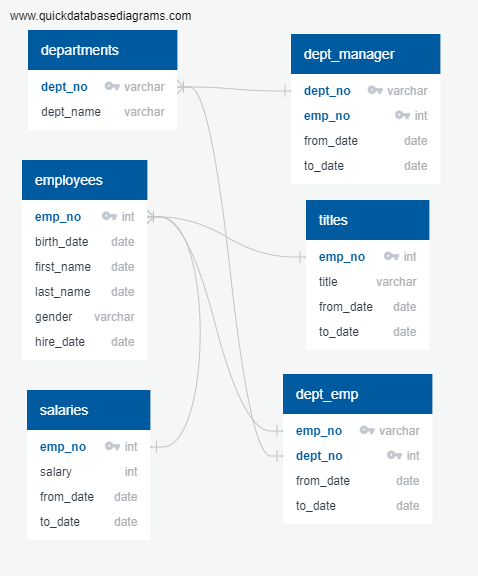 www.quickdatabasediagrams.com
departments
dept_no varchar
dept_name varchar
dept_manager
dept_no varchar
emp_no int
from_date date
to_date date
employees
emp_no int
birth_date date
first_name date
last_name date
gender varchar
hire_date date
titles
emp_no int
title varchar
from_date date
to_date date
salaries
emp_no int
salary int
from_date date
to_date date
dept_emp
emp_no varchar
dept_no int
from_date date
to_date date